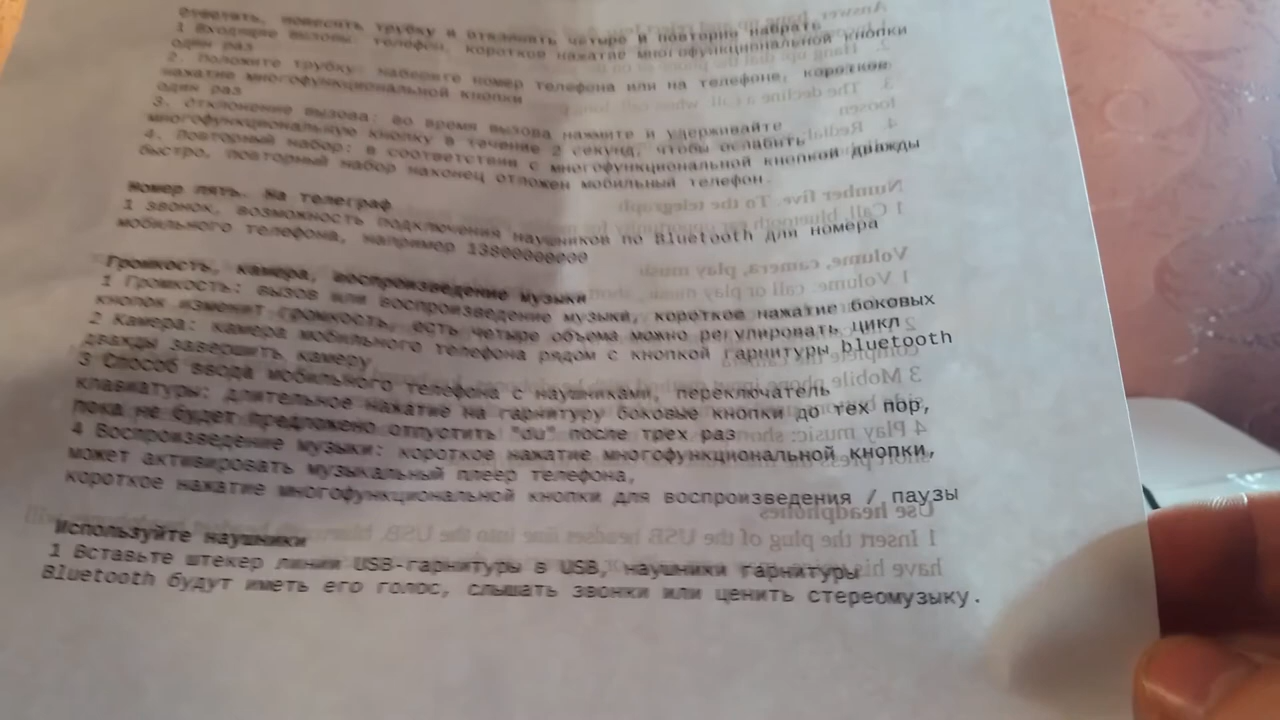 Ответить, повесить трубку и отклонить четыре и повторно набрать
1 Входящие вызовы: телефон, короткое нажатие многофункциональной кнопки
один раз
2. Положите трубку: наберите номер телефона или на телефоне, короткое
нажатие многофункциональной кнопки
один раз
3. Отклонение вызова: во время вызова нажмите и удерживайте
многофункциональную кнопку в течение 2 секунд, чтобы ослабить
4. Повторный набор: в соответствии с многофункциональной кнопкой дважды
быстро, повторный набор наконец отложен мобильный телефон.
Номер пять. На телеграф
1 звонок, возможность подключения наушников по Bluetooth для номера
мобильного телефона, например 13800000000
Громкость, камера, воспроизведение музыки
1 Громкость: вызов или воспроизведение музыки, короткое нажатие боковых
кнопок изменит громкость, есть четыре объема можно регулировать цикл
2 Камера: камера мобильного телефона рядом с кнопкой гарнитуры bluetooth
дважды завершить камеру
3 Способ ввода мобильного телефона с наушниками, переключатель
клавиатуры: длительное нажатие на гарнитуру боковые кнопки до тех пор,
пока не будет предложено отпустить "du" после трех раз
4 Воспроизведение музыки: короткое нажатие многофункциональной кнопки,
может активировать музыкальный плеер телефона,
короткое нажатие многофункциональной кнопки для воспроизведения / паузы
Используйте наушники
1 Вставьте штекер линии USB-гарнитуры в USB, наушники гарнитуры
Bluetooth будут иметь его голос, слышать звонки или ценить стереомузыку.